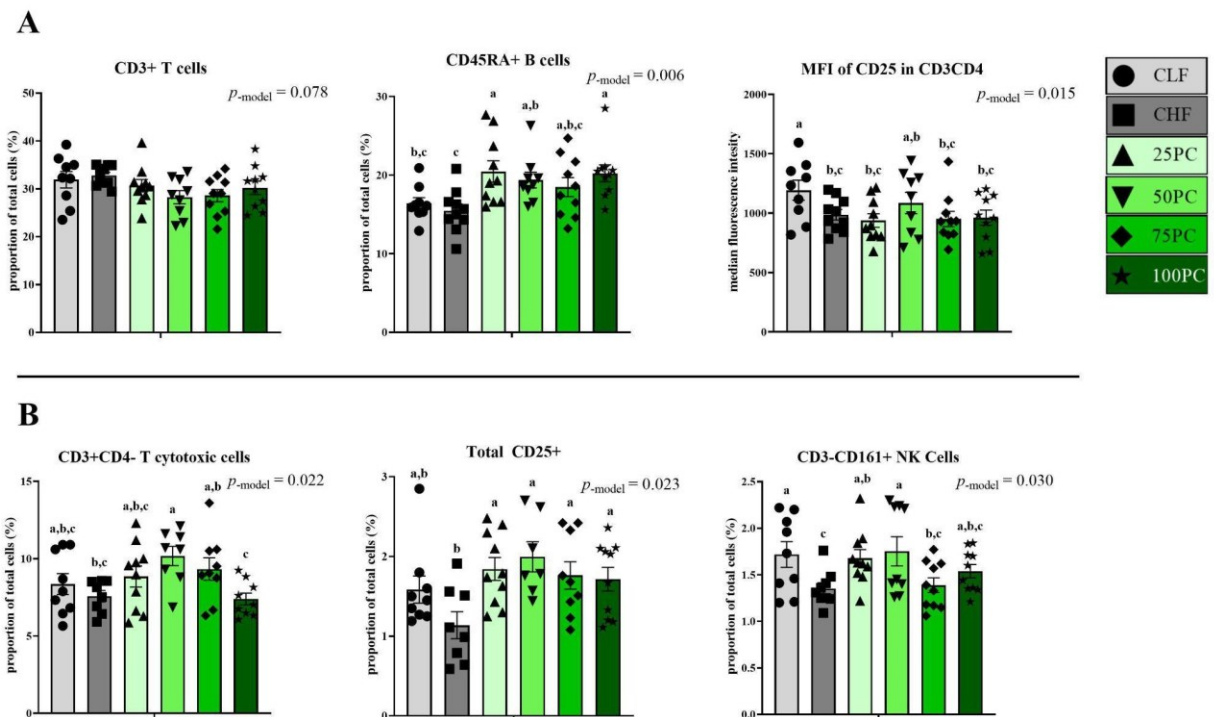 A
CD3+ T cells
p-model = 0.078
proportion of total cells (%)
50
40
30
20
10
0
CD45RA+ B cells
p-model = 0.006
proportion of total cells (%)
30
20
10
0
b,c
c
a
a,b
a,b,c
a
MFI of CD25 in CD3CD4
p-model = 0.015
median fluorescence intesity
2000
1500
1000
500
0
a
b,c
b,c
a,b
b,c
b,c
CLF
CHF
25PC
50PC
75PC
100PC
B
CD3+CD4- T cytotoxic cells
p-model = 0.022
proportion of total cells (%)
15
10
5
0
a,b,c
b,c
a,b,c
a
a,b
c
Total CD25+
p-model = 0.023
proportion of total cells (%)
3
2
1
0
a,b
b
a
a
a
a
CD3-CD161+ NK Cells
p-model = 0.030
proportion of total cells (%)
2.5
2.0
1.5
1.0
0.5
0.0
a
c
a,b
a
b,c
a,b,c